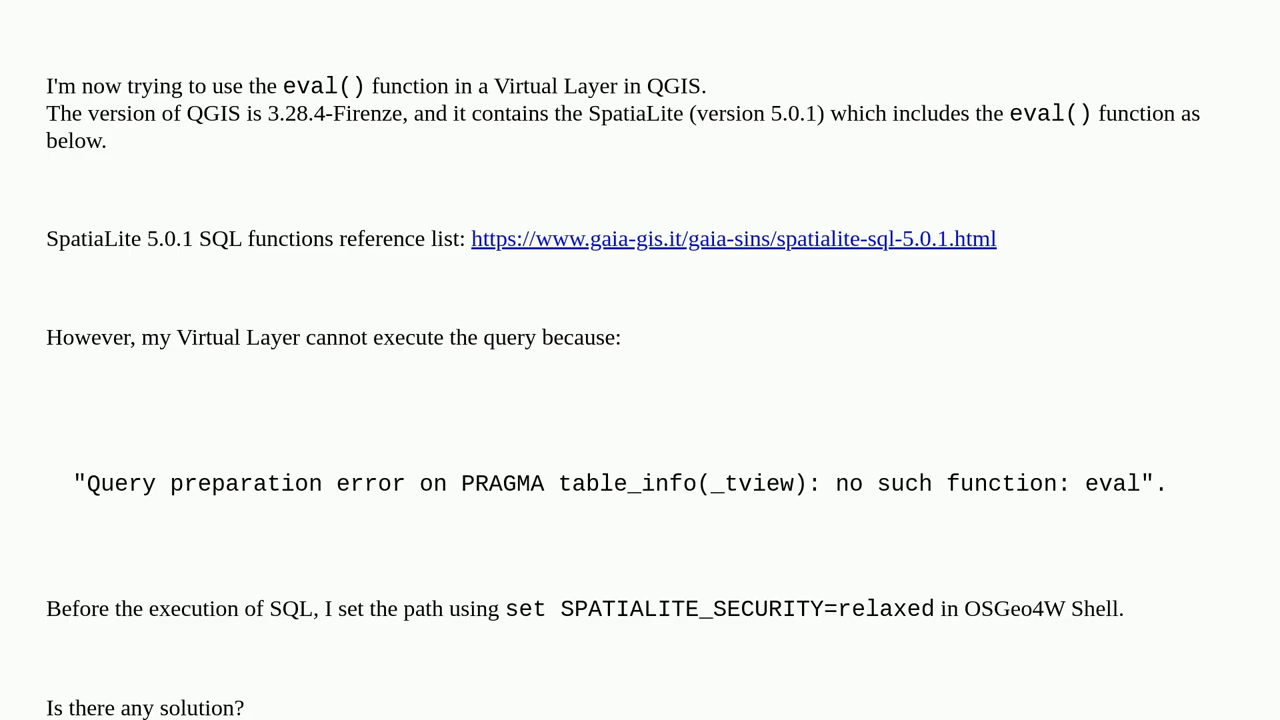 I'm now trying to use the eval() function in a Virtual Layer in QGIS.
The version of QGIS is 3.28.4-Firenze, and it contains the SpatiaLite (version 5.0.1) which includes the eval() function as
below.
SpatiaLite 5.0.1 SQL functions reference list: https://www.gaia-gis.it/gaia-sins/spatialite-sql-5.0.1.html
However, my Virtual Layer cannot execute the query because:
"Query preparation error on PRAGMA table_info(_tview): no such function: eval".
Before the execution of SQL, I set the path using set SPATIALITE_SECURITY=relaxed in OSGeo4W Shell.
Is there any solution?